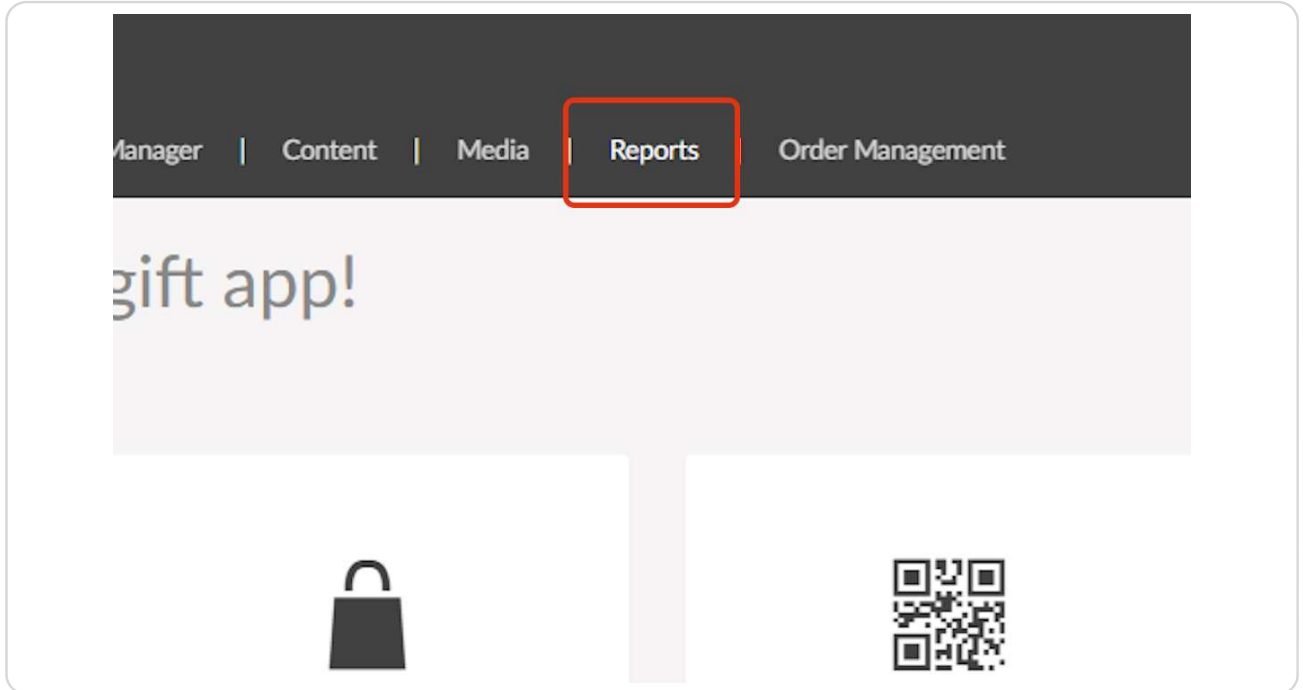 Manager | Content | Media | Reports | Order Management
gift app!